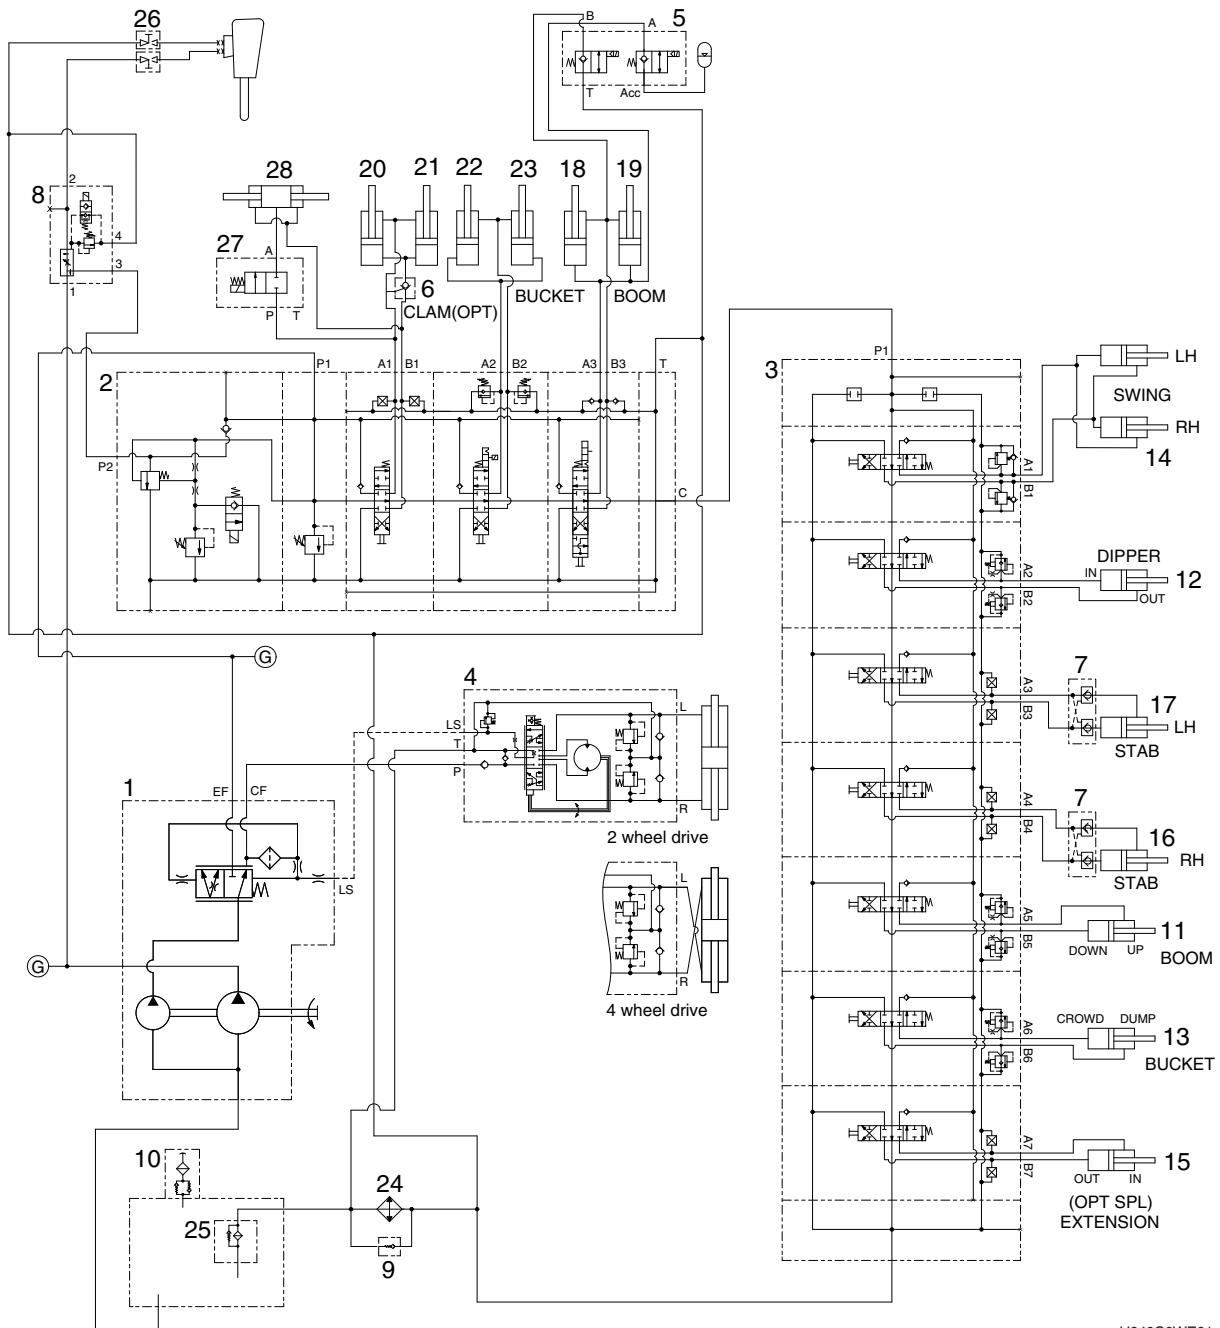 26
B
A
5
T
Acc
8
2
4
3
1
28
20
21
22
23
18
19
27
A
P
T
6
CLAM(OPT)
BUCKET
BOOM
2
P1
A1
B1
A2
B2
A3
B3
T
P2
C
3
P1
LH
SWING
RH
14
A1
B1
DIPPER
IN
12
OUT
A2
B2
7
17
LH
STAB
A3
B3
7
16
RH
STAB
A4
B4
11
DOWN
UP
BOOM
A5
B5
CROWD
DUMP
13
BUCKET
A6
B6
15
OUT
IN
(OPT SPL)
EXTENSION
A7
B7
G
4
LS
T
P
L
R
2 wheel drive
L
R
4 wheel drive
1
EF
CF
LS
G
10
25
24
9